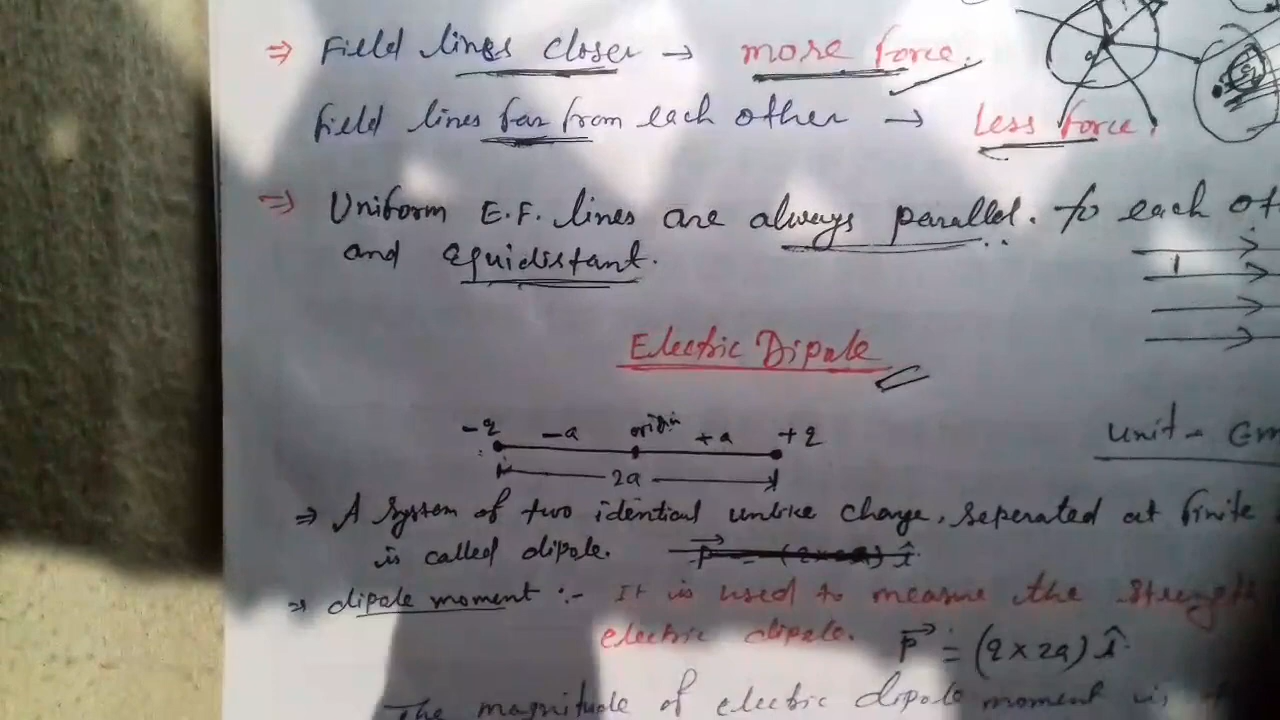 ⇒ Field lines closer → more force.
field lines far from each other → Less force.
⇒ Uniform E.F. lines are always parallel. to each
and equidistant.
Electric Dipole
-q -a origin +a +q
2a
unit -
⇒ A system of two identical unlike charge, seperated at finite
is called dipole.
⇒ dipole moment :- It is used to measure the strength
electric dipole. p⃗ = (q×2a) î
The magnitude of electric dipole moment is